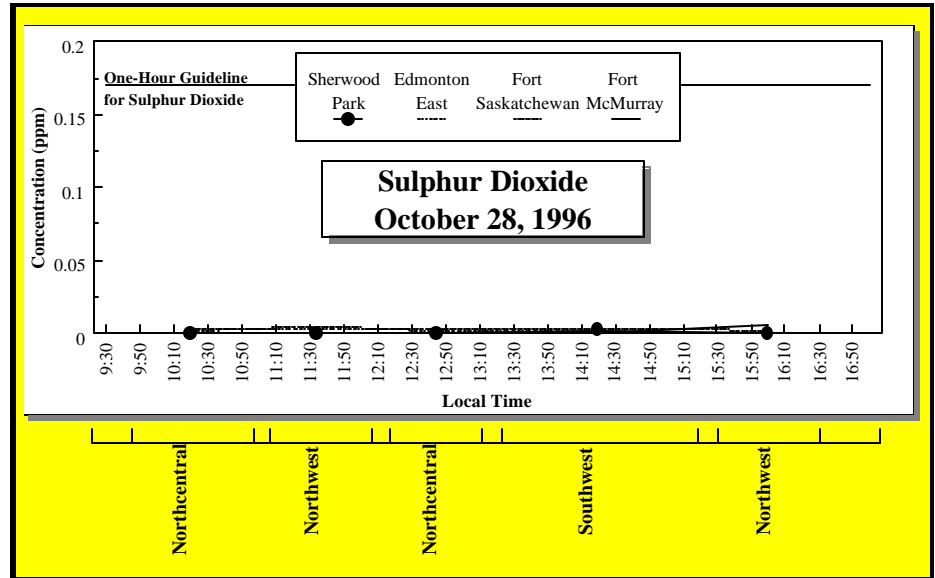 0.2
One-Hour Guideline
for Sulphur Dioxide
Sherwood Edmonton Fort Fort
Park East Saskatchewan McMurray
0.15
Sulphur Dioxide
October 28, 1996
0.1
0.05
0
Concentration (ppm)
9:30 9:50 10:10 10:30 10:50 11:10 11:30 11:50 12:10 12:30 12:50 13:10 13:30 13:50 14:10 14:30 14:50 15:10 15:30 15:50 16:10 16:30 16:50
Local Time
Northcentral
Northwest
Northcentral
Southwest
Northwest